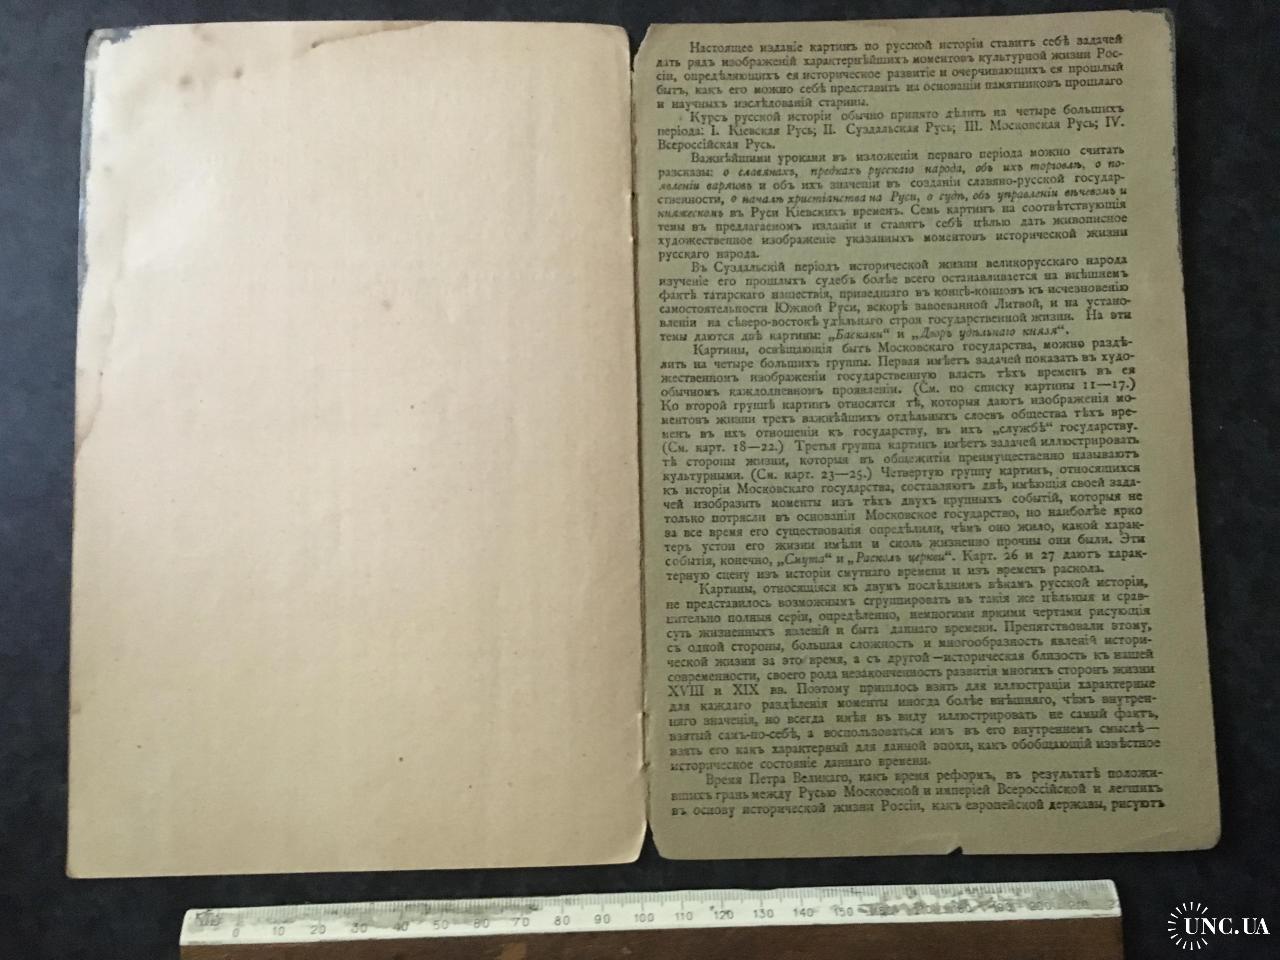 Настоящее изданіе картинъ по русской исторіи ставитъ себѣ задачей
дать рядъ изображеній характернѣйшихъ моментовъ культурной жизни Рос-
сіи, опредѣляющихъ ея историческое развитіе и очерчивающихъ ея прошлый
бытъ, какъ его можно себѣ представить на основаніи памятниковъ прошлаго
и научныхъ изслѣдованій старины.
Курсъ русской исторіи обычно принято дѣлить на четыре большихъ
періода: I. Кіевская Русь; II. Суздальская Русь; III. Московская Русь; IV.
Всероссійская Русь.
Важнѣйшими уроками въ изложеніи перваго періода можно считать
разсказы: о славянахъ, предкахъ русскаго народа, объ ихъ торговлѣ, о по-
явленіи варяговъ и объ ихъ значеніи въ созданіи славяно-русской государ-
ственности, о началѣ христіанства на Руси, о судѣ, объ управленіи вѣчевомъ и
княжескомъ въ Руси Кіевскихъ временъ. Семь картинъ на соотвѣтствующія
темы въ предлагаемомъ изданіи и ставятъ себѣ цѣлью дать живописное
художественное изображеніе указанныхъ моментовъ исторической жизни
русскаго народа.
Въ Суздальскій періодъ исторической жизни великорусскаго народа
изученіе его прошлыхъ судебъ болѣе всего останавливается на внѣшнемъ
фактѣ татарскаго нашествія, приведшаго въ концѣ-концовъ къ исчезновенію
самостоятельности Южной Руси, вскорѣ завоеванной Литвой, и на устано-
вленіи на сѣверо-востокѣ удѣльнаго строя государственной жизни. На эти
темы даются двѣ картины: „Баскаки“ и „Дворъ удѣльнаго князя“.
Картины, освѣщающія бытъ Московскаго государства, можно раздѣ-
лить на четыре большихъ группы. Первая имѣетъ задачей показать въ худо-
жественномъ изображеніи государственную власть тѣхъ временъ въ ея
обычномъ каждодневномъ проявленіи. (См. по списку картины 11—17.)
Ко второй группѣ картинъ относятся тѣ, которыя даютъ изображенія мо-
ментовъ жизни трехъ важнѣйшихъ отдѣльныхъ слоевъ общества тѣхъ вре-
менъ въ ихъ отношеніи къ государству, въ ихъ „службѣ“ государству.
(См. карт. 18—22.) Третья группа картинъ имѣетъ задачей иллюстрировать
тѣ стороны жизни, которыя въ общежитіи преимущественно называютъ
культурными. (См. карт. 23—25.) Четвертую группу картинъ, относящихся
къ исторіи Московскаго государства, составляютъ двѣ, имѣющія своей зада-
чей изобразить моменты изъ тѣхъ двухъ крупныхъ событій, которыя не
только потрясли въ основаніи Московское государство, но наиболѣе ярко
за все время его существованія опредѣлили, чѣмъ оно жило, какой харак-
теръ устои его жизни имѣли и сколь жизненно прочны они были. Эти
событія, конечно, „Смута“ и „Расколъ церкви“. Карт. 26 и 27 даютъ харак-
терную сцену изъ исторіи смутнаго времени и изъ временъ раскола.
Картины, относящіяся къ двумъ послѣднимъ вѣкамъ русской исторіи,
не представилось возможнымъ сгруппировать въ такія же цѣльныя и срав-
нительно полныя серіи, опредѣленно, немногими яркими чертами рисующія
суть жизненныхъ явленій и быта даннаго времени. Препятствовали этому,
съ одной стороны, большая сложность и многообразность явленій истори-
ческой жизни за это время, а съ другой—историческая близость къ нашей
современности, своего рода незаконченность развитія многихъ сторонъ жизни
XVIII и XIX вв. Поэтому пришлось взять для иллюстраціи характерные
для каждаго раздѣленія моменты иногда болѣе внѣшняго, чѣмъ внутрен-
няго значенія, но всегда имѣя въ виду иллюстрировать не самый фактъ,
взятый самъ-по-себѣ, а воспользоваться имъ въ его внутреннемъ смыслѣ—
взять его какъ характерный для данной эпохи, какъ обобщающій извѣстное
историческое состояніе даннаго времени.
Время Петра Великаго, какъ время реформъ, въ результатѣ положи-
вшихъ грань между Русью Московской и имперіей Всероссійской и легшихъ
въ основу исторической жизни Россіи, какъ европейской державы, рисуютъ
0 10 20 30 40 50 60 70 80 90 100 110 120 130 140 150
UNC.UA